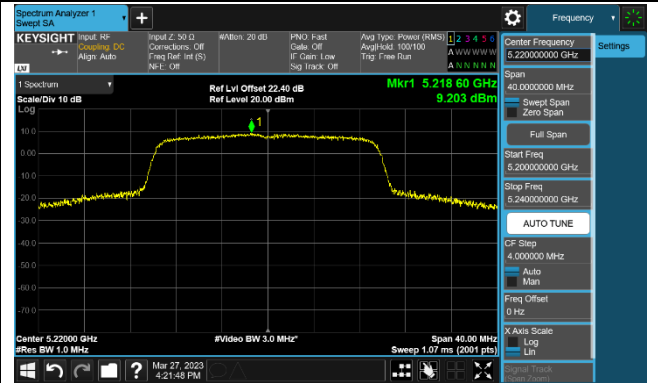 Spectrum Analyzer 1
Swept SA
Frequency
KEYSIGHT
Input: RF
Coupling: DC
Align: Auto
Input Z: 50 Ω
Corrections: Off
Freq Ref: Int (S)
NFE: Off
#Atten: 20 dB
PNO: Fast
Gate: Off
IF Gain: Low
Sig Track: Off
Avg Type: Power (RMS)
Avg|Hold: 100/100
Trig: Free Run
1 2 3 4 5 6
A W W W W W
A N N N N N
LXI
1 Spectrum
Scale/Div 10 dB
Log
Ref Lvl Offset 22.40 dB
Ref Level 20.00 dBm
Mkr1 5.218 60 GHz
9.203 dBm
1
10.0
0.00
-10.0
-20.0
-30.0
-40.0
-50.0
-60.0
-70.0
Center 5.22000 GHz
#Res BW 1.0 MHz
#Video BW 3.0 MHz*
Span 40.00 MHz
Sweep 1.07 ms (2001 pts)
Center Frequency
5.220000000 GHz
Settings
Span
40.0000000 MHz
Swept Span
Zero Span
Full Span
Start Freq
5.200000000 GHz
Stop Freq
5.240000000 GHz
AUTO TUNE
CF Step
4.000000 MHz
Auto
Man
Freq Offset
0 Hz
X Axis Scale
Log
Lin
Signal Track
(Span Zoom)
Mar 27, 2023
4:21:48 PM